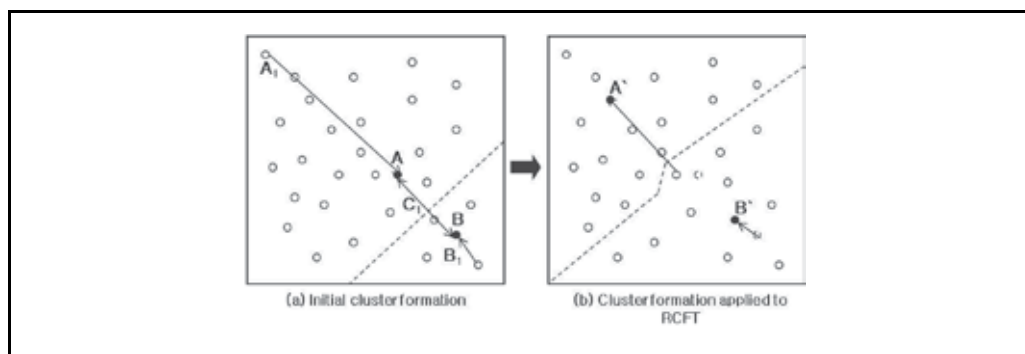 A₁
A
C₁
B
B₁
A`
B`
(a) Initial cluster formation
(b) Cluster formation applied to
RCFT